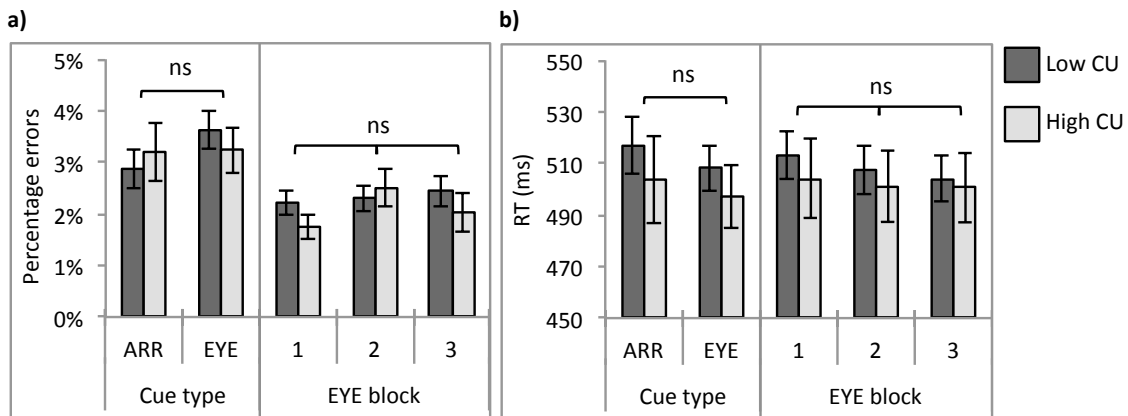 a)
Percentage errors
5%
4%
3%
2%
1%
0%
ns
ns
ARR EYE 1 2 3
Cue type EYE block
b)
RT (ms)
550
530
510
490
470
450
ns
ns
ARR EYE 1 2 3
Cue type EYE block
Low CU
High CU